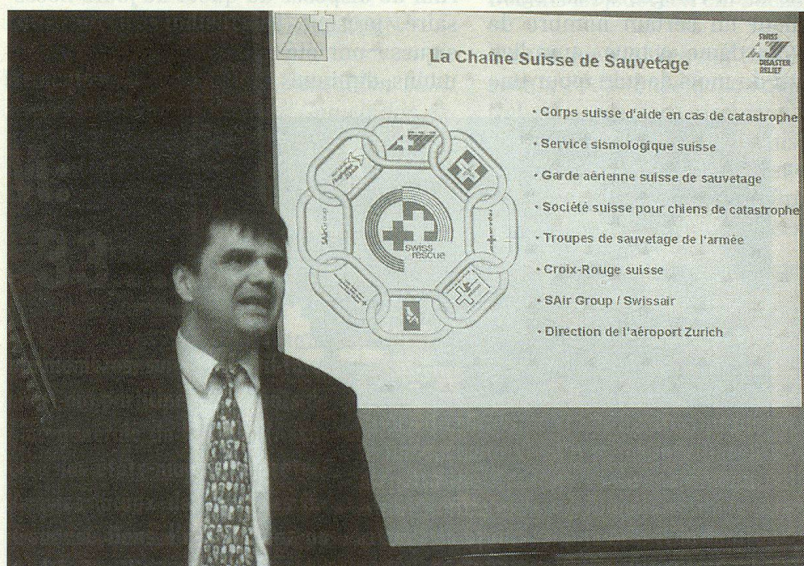 La Chaîne Suisse de Sauvetage
SWISS
DISASTER
RELIEF
• Corps suisse d'aide en cas de catastrophe
• Service sismologique suisse
• Garde aérienne suisse de sauvetage
• Société suisse pour chiens de catastrophe
• Troupes de sauvetage de l'armée
• Croix-Rouge suisse
• SAir Group / Swissair
• Direction de l'aéroport Zurich
SAirGroup
swiss
rescue